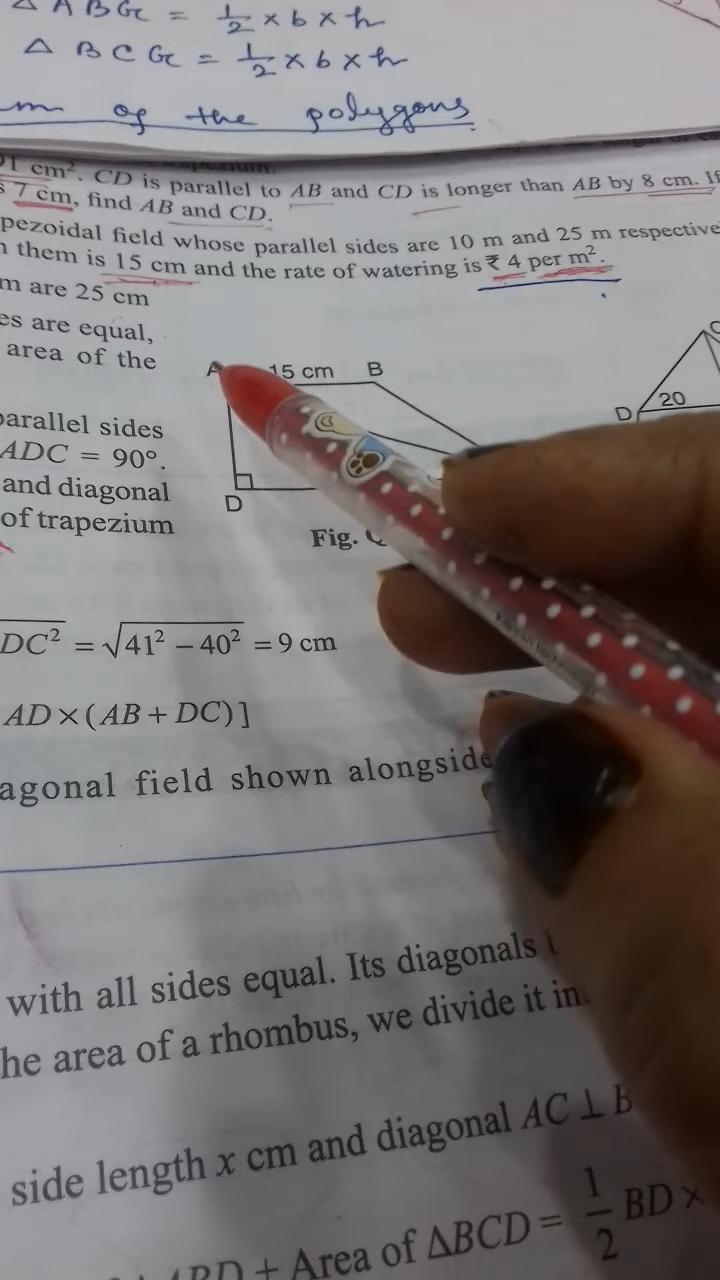 Δ ABG = 1/2 × b × h
Δ BCG = 1/2 × b × h
of the polygons
cm². CD is parallel to AB and CD is longer than AB by 8 cm. If
7 cm, find AB and CD.
pezoidal field whose parallel sides are 10 m and 25 m respective
them is 15 cm and the rate of watering is ₹ 4 per m².
m are 25 cm
es are equal,
area of the
A 15 cm B
D 20
parallel sides
ADC = 90°.
and diagonal
D
of trapezium
Fig.
DC² = √41² − 40² = 9 cm
AD × (AB + DC)]
agonal field shown alongside
with all sides equal. Its diagonals
he area of a rhombus, we divide it in
side length x cm and diagonal AC ⊥ B
+ Area of ΔBCD = 1/2 BD ×